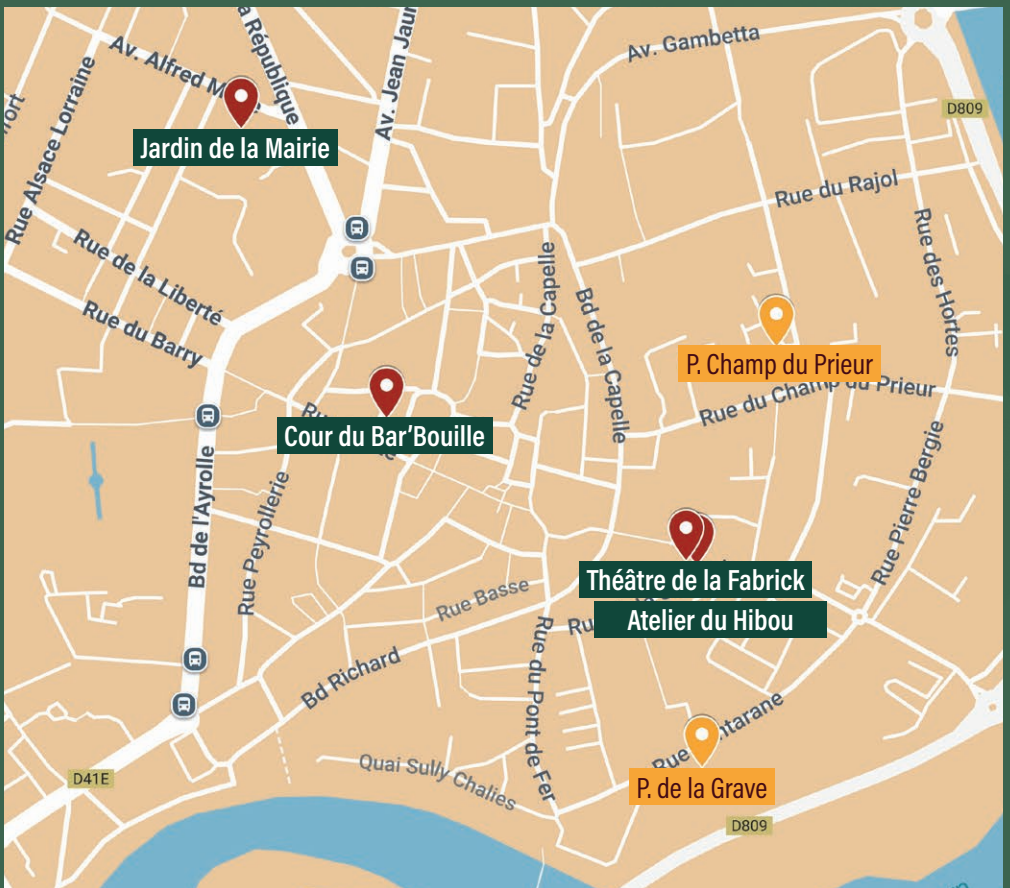 Av. Gambetta
la République
Av. Alfred M
Av. Jean Jaur
D809
Jardin de la Mairie
Rue Alsace Lorraine
Rue du Rajol
Rue des Hortes
Rue de la Liberté
Rue du Barry
Rue de la Capelle
Bd de la Capelle
P. Champ du Prieur
Rue du Champ du Prieur
Cour du Bar'Bouille
Bd de l'Ayrolle
Rue Peyrollerie
Rue Pierre Bergie
Théâtre de la Fabrick
Atelier du Hibou
Rue Basse
Rue du Pont de Fer
Bd Richard
Quai Sully Chalies
Rue
ntarane
P. de la Grave
D41E
D809